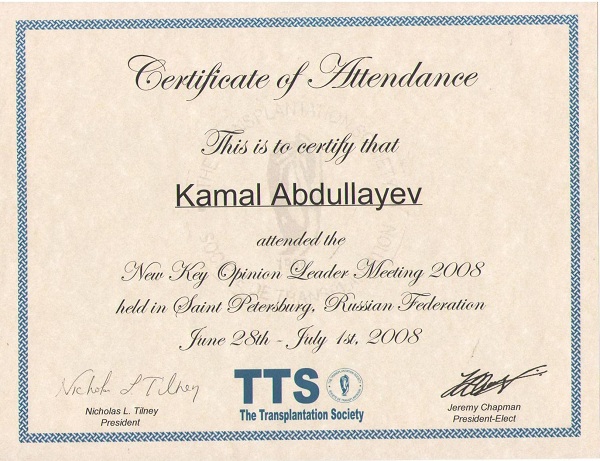 Certificate of Attendance
This is to certify that
Kamal Abdullayev
attended the
New Key Opinion Leader Meeting 2008
held in Saint Petersburg, Russian Federation
June 28th - July 1st, 2008
Nicholas L Tilney
TTS
Nicholas L. Tilney
President
The Transplantation Society
Jeremy Chapman
President-Elect